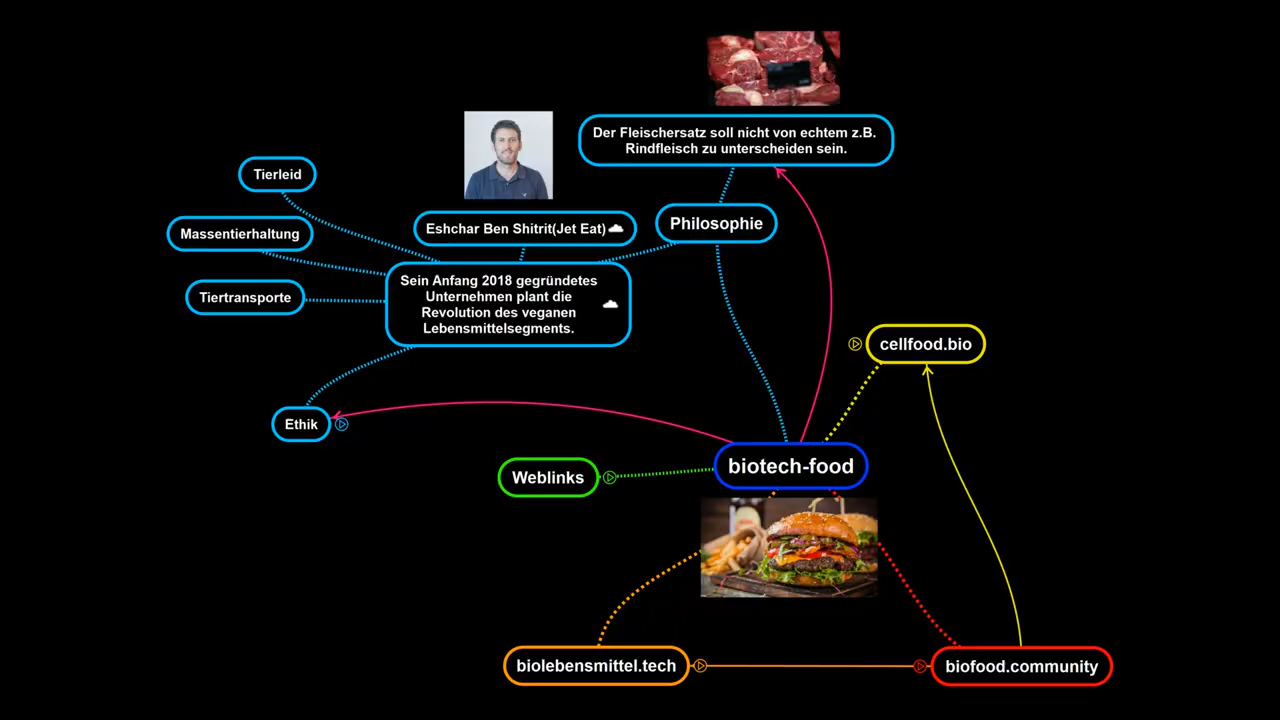 Der Fleischersatz soll nicht von echtem z.B.
Rindfleisch zu unterscheiden sein.
Tierleid
Philosophie
Eshchar Ben Shitrit(Jet Eat)
Massentierhaltung
Sein Anfang 2018 gegründetes
Unternehmen plant die
Revolution des veganen
Lebensmittelsegments.
Tiertransporte
cellfood.bio
Ethik
biotech-food
Weblinks
biolebensmittel.tech
biofood.community